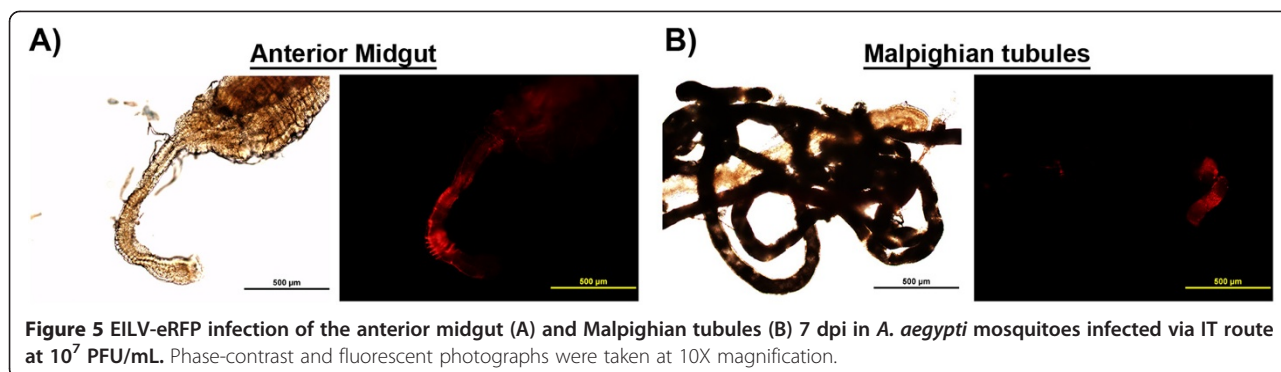 A)
Anterior Midgut
B)
Malpighian tubules
500 µm
500 µm
500 µm
500 µm
Figure 5 EILV-eRFP infection of the anterior midgut (A) and Malpighian tubules (B) 7 dpi in A. aegypti mosquitoes infected via IT route
at 10⁷ PFU/mL. Phase-contrast and fluorescent photographs were taken at 10X magnification.